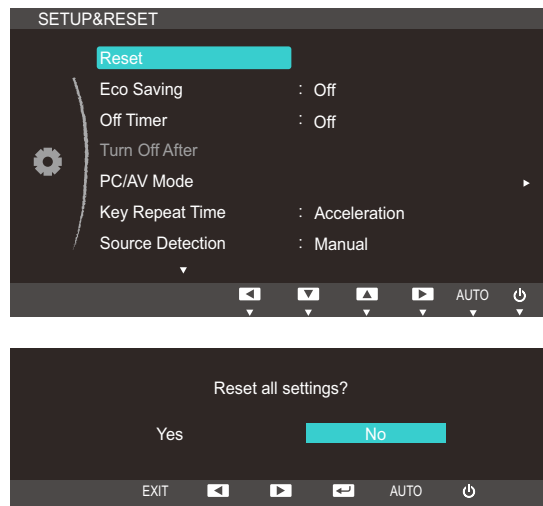 SETUP&RESET
Reset
Eco Saving : Off
Off Timer : Off
Turn Off After
PC/AV Mode
Key Repeat Time : Acceleration
Source Detection : Manual
AUTO
Reset all settings?
Yes No
EXIT AUTO